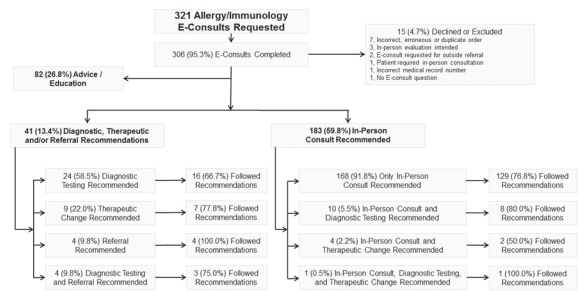 321 Allergy/Immunology
E-Consults Requested
15 (4.7%) Declined or Excluded
7, Incorrect, erroneous or duplicate order
3, In-person evaluation intended
2, E-consult requested for outside referral
1, Patient required in-person consultation
1, Incorrect medical record number
1, No E-consult question
306 (95.3%) E-Consults Completed
82 (26.8%) Advice /
Education
41 (13.4%) Diagnostic, Therapeutic
and/or Referral Recommendations
183 (59.8%) In-Person
Consult Recommended
24 (58.5%) Diagnostic
Testing Recommended
16 (66.7%) Followed
Recommendations
168 (91.8%) Only In-Person
Consult Recommended
129 (76.8%) Followed
Recommendations
9 (22.0%) Therapeutic
Change Recommended
7 (77.8%) Followed
Recommendations
10 (5.5%) In-Person Consult and
Diagnostic Testing Recommended
8 (80.0%) Followed
Recommendations
4 (9.8%) Referral
Recommended
4 (100.0%) Followed
Recommendations
4 (2.2%) In-Person Consult and
Therapeutic Change Recommended
2 (50.0%) Followed
Recommendations
4 (9.8%) Diagnostic Testing
and Referral Recommended
3 (75.0%) Followed
Recommendations
1 (0.5%) In-Person Consult, Diagnostic Testing,
and Therapeutic Change Recommended
1 (100.0%) Followed
Recommendations